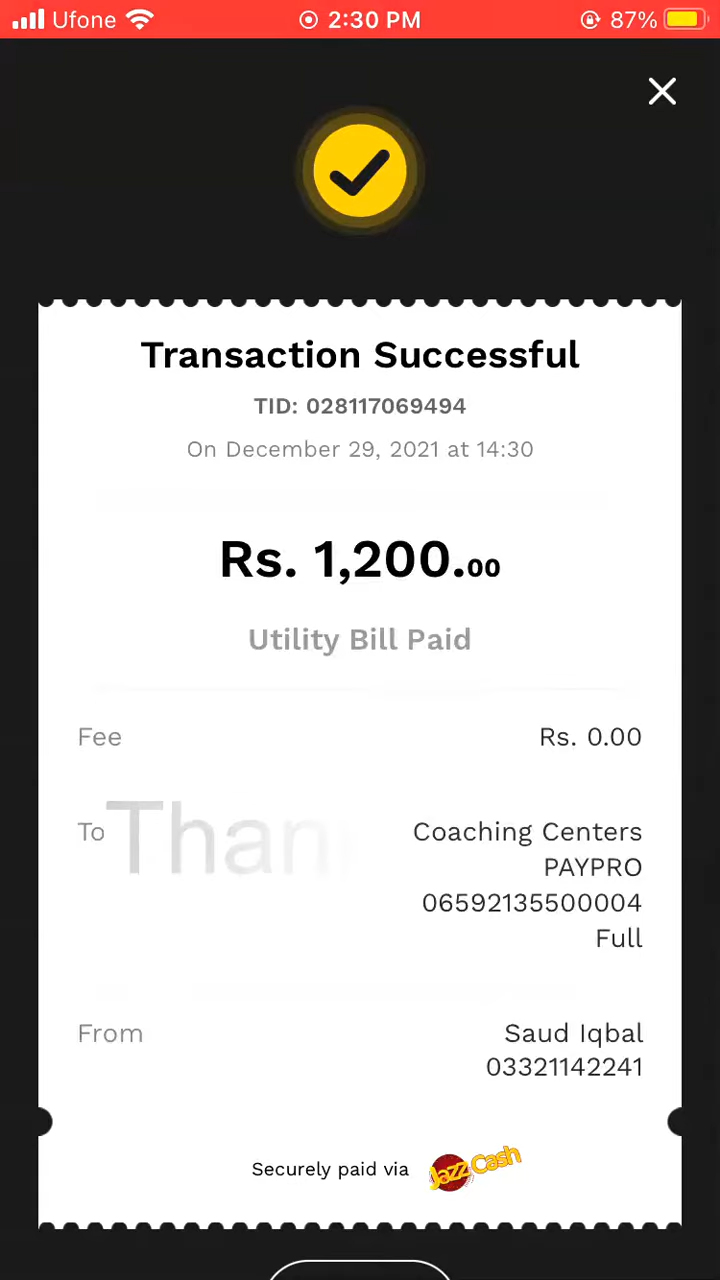 Ufone 2:30 PM 87%
Transaction Successful
TID: 028117069494
On December 29, 2021 at 14:30
Rs. 1,200.00
Utility Bill Paid
Fee Rs. 0.00
To Coaching Centers
PAYPRO
06592135500004
Full
Than
From Saud Iqbal
03321142241
Securely paid via JazzCash